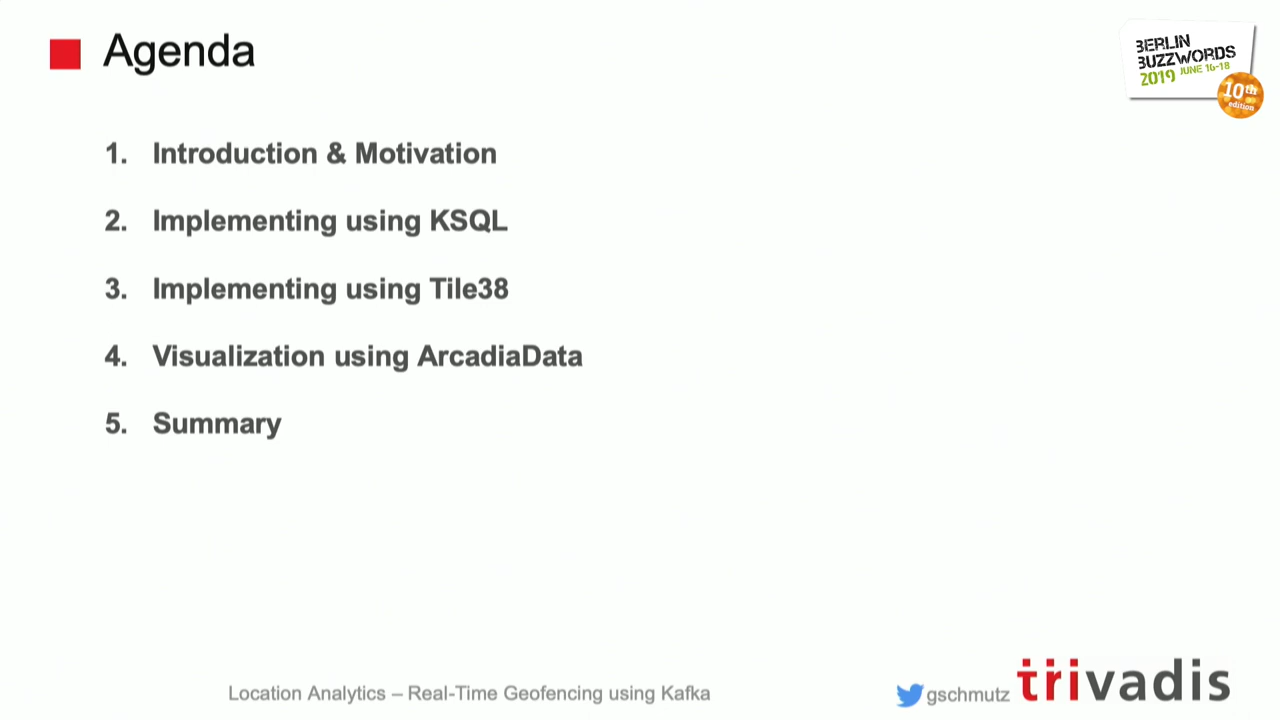 Agenda
BERLIN
BUZZWORDS
2019 JUNE 16-18
10th
edition
1. Introduction & Motivation
2. Implementing using KSQL
3. Implementing using Tile38
4. Visualization using ArcadiaData
5. Summary
Location Analytics – Real-Time Geofencing using Kafka
gschmutz
trivadis